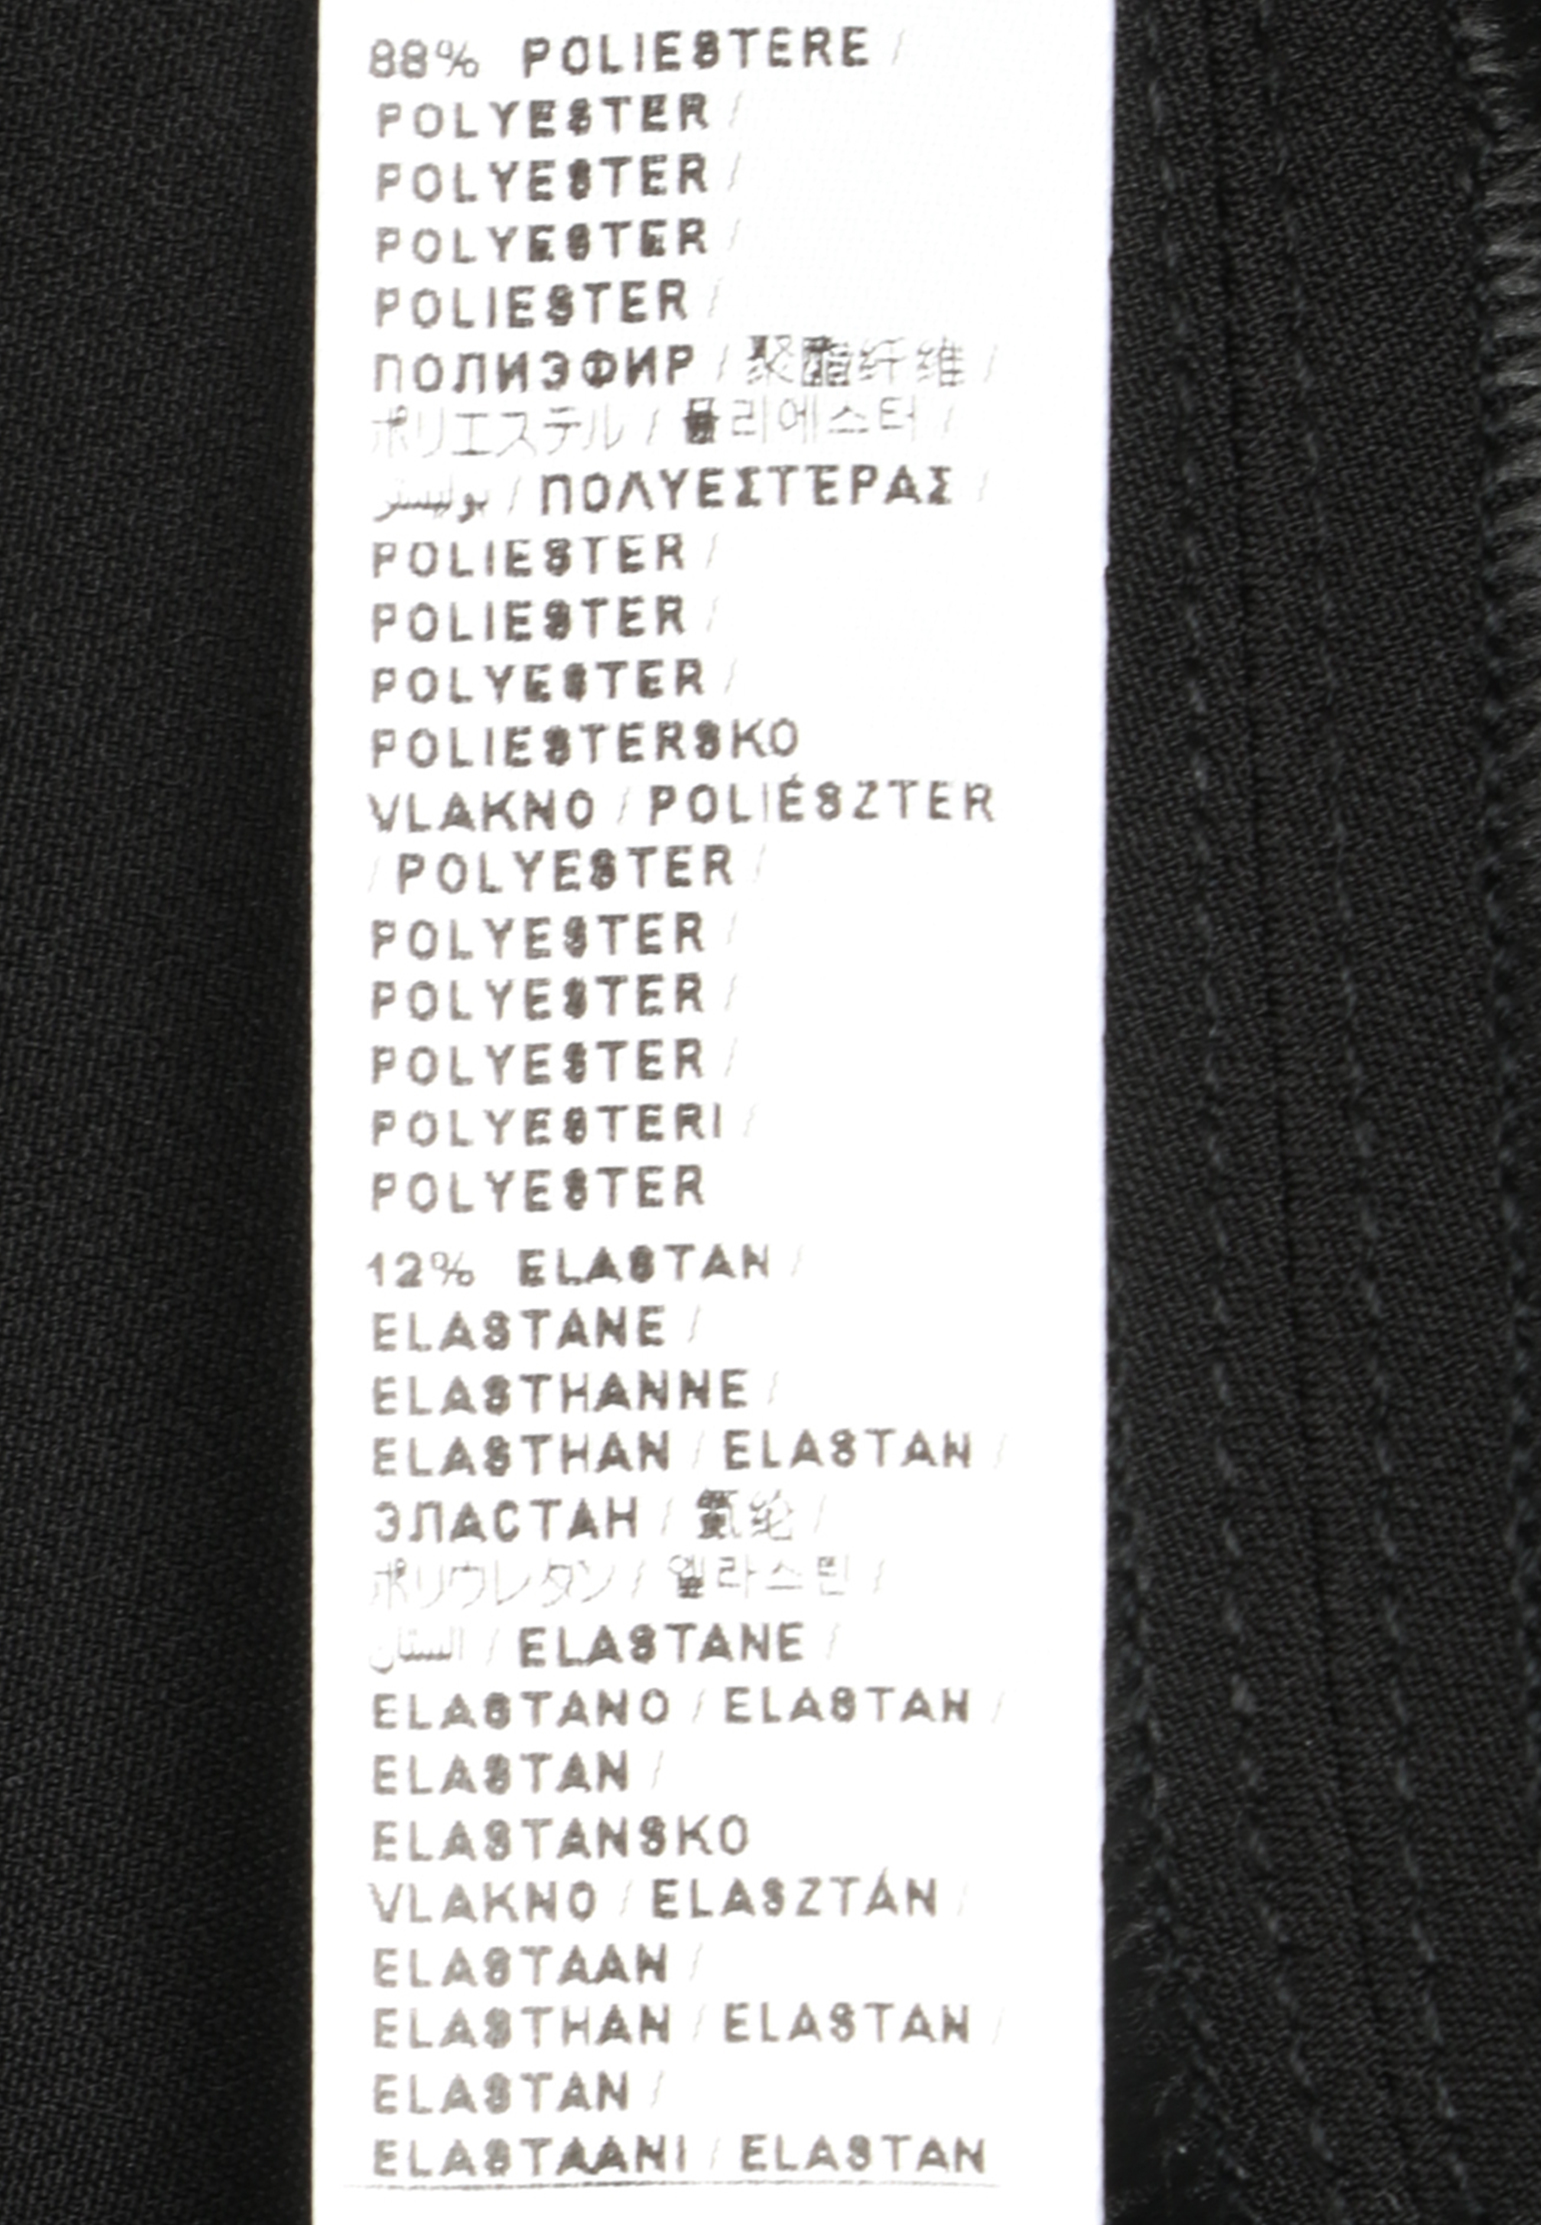 88% POLIESTERE /
POLYESTER /
POLYESTER /
POLYESTER /
POLIESTER /
ПОЛИЭФИР / 聚酯纤维 /
ポリエステル / 폴리에스터 /
بوليستر / ΠΟΛΥΕΣΤΈΡΑΣ /
POLIESTER /
POLIESTER /
POLYESTER /
POLIESTERSKO
VLAKNO / POLIÉSZTER
/ POLYESTER /
POLYESTER /
POLYESTER /
POLYESTER /
POLYESTERI /
POLYESTER
12% ELASTAN /
ELASTANE /
ELASTHANNE /
ELASTHAN / ELASTAN /
ЭЛАСТАН / 氨纶 /
ポリウレタン / 엘라스틴 /
الستان / ELASTANE /
ELASTANO / ELASTAN /
ELASTAN /
ELASTANSKO
VLAKNO / ELASZTÁN /
ELASTAAN /
ELASTHAN / ELASTAN /
ELASTAN /
ELASTAANI / ELASTAN